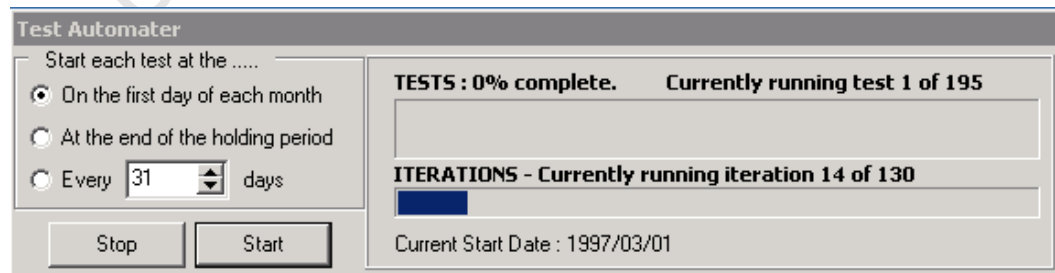 Test Automater
Start each test at the .....
On the first day of each month
At the end of the holding period
Every 31 days
Stop Start
TESTS : 0% complete. Currently running test 1 of 195
ITERATIONS - Currently running iteration 14 of 130
Current Start Date : 1997/03/01